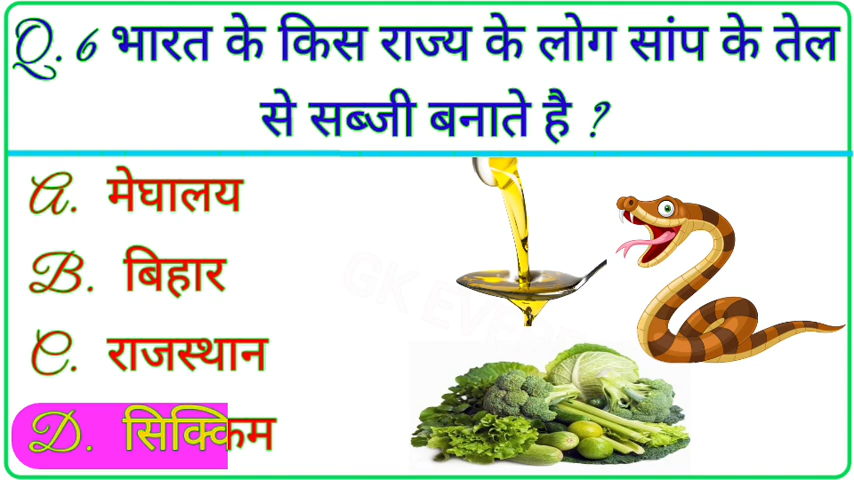 Q. 6 भारत के किस राज्य के लोग सांप के तेल
से सब्जी बनाते है ?
A. मेघालय
B. बिहार
C. राजस्थान
D. सिक्किम